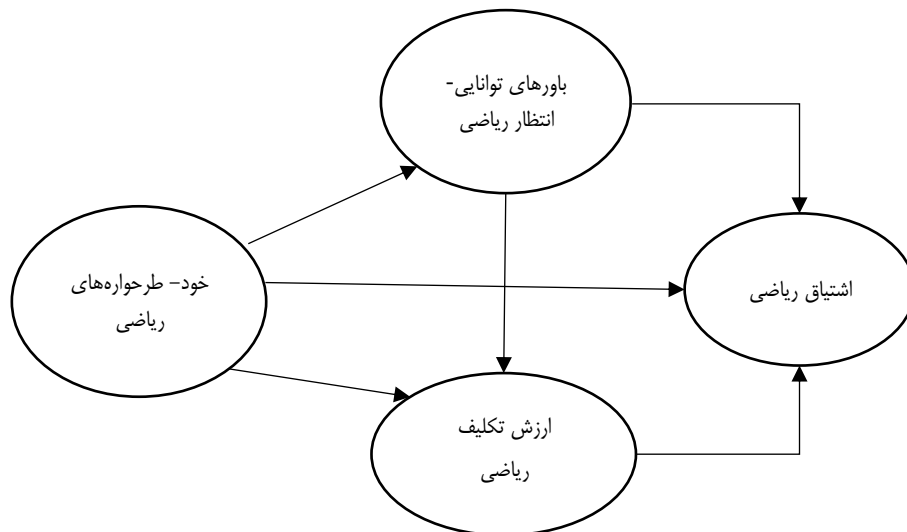 باورهای توانایی-
انتظار ریاضی
خود– طرحواره‌های
ریاضی
اشتیاق ریاضی
ارزش تکلیف
ریاضی